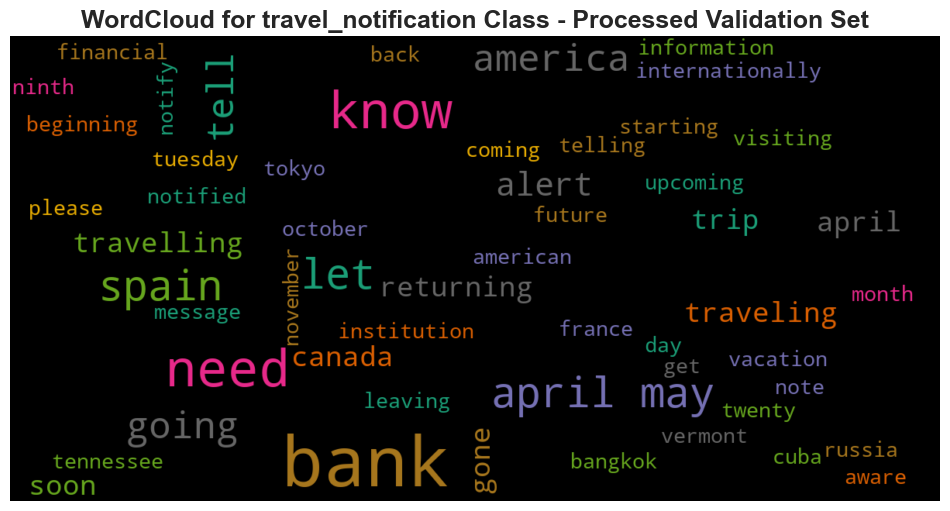 WordCloud for travel_notification Class - Processed Validation Set
financial
back
america
information
internationally
ninth
notify
tell
know
beginning
starting
visiting
tuesday
coming
telling
tokyo
alert
upcoming
notified
please
future
trip
april
travelling
october
american
spain
november
let
returning
month
message
traveling
institution
france
canada
day
get
vacation
need
note
leaving
april may
twenty
going
vermont
bank
gone
tennessee
bangkok
cuba
russia
soon
aware